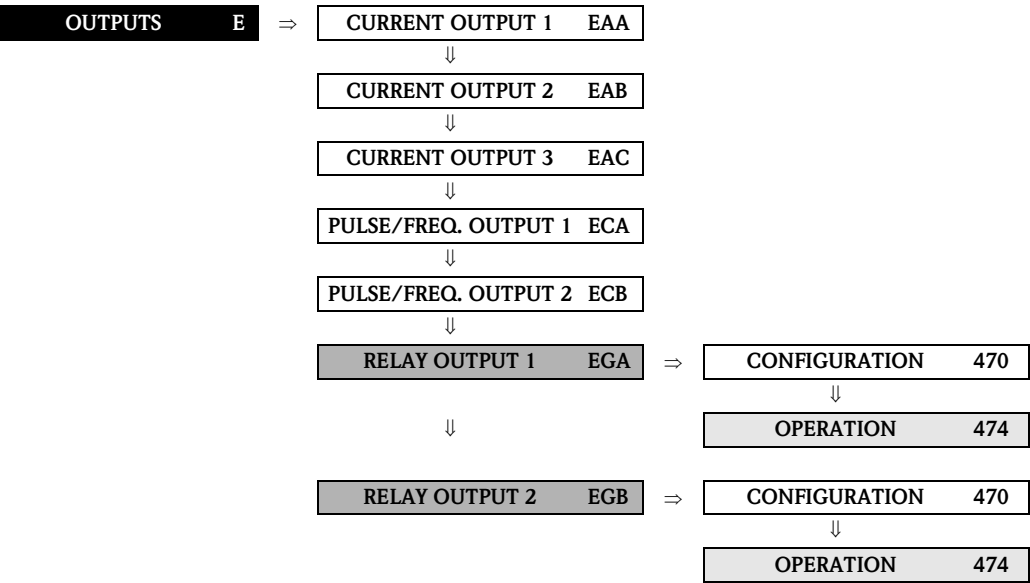 OUTPUTS E ⇒ CURRENT OUTPUT 1 EAA
⇓
CURRENT OUTPUT 2 EAB
⇓
CURRENT OUTPUT 3 EAC
⇓
PULSE/FREQ. OUTPUT 1 ECA
⇓
PULSE/FREQ. OUTPUT 2 ECB
⇓
RELAY OUTPUT 1 EGA ⇒ CONFIGURATION 470
⇓
⇓ OPERATION 474
RELAY OUTPUT 2 EGB ⇒ CONFIGURATION 470
⇓
OPERATION 474